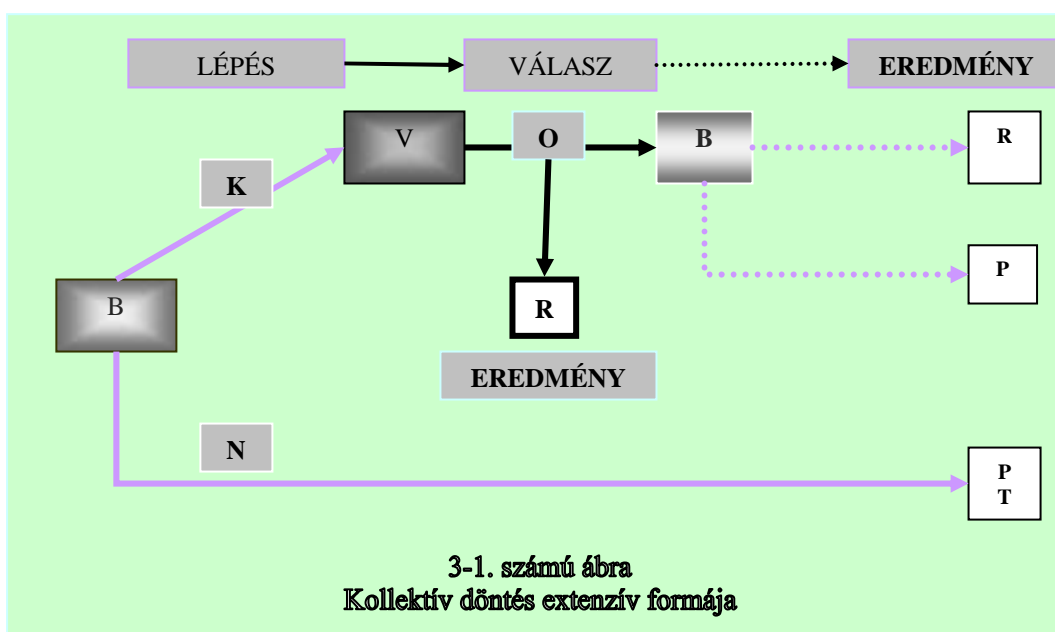 LÉPÉS
VÁLASZ
EREDMÉNY
V
O
B
R
K
P
B
R
EREDMÉNY
N
P
T
3-1. számú ábra
Kollektív döntés extenzív formája